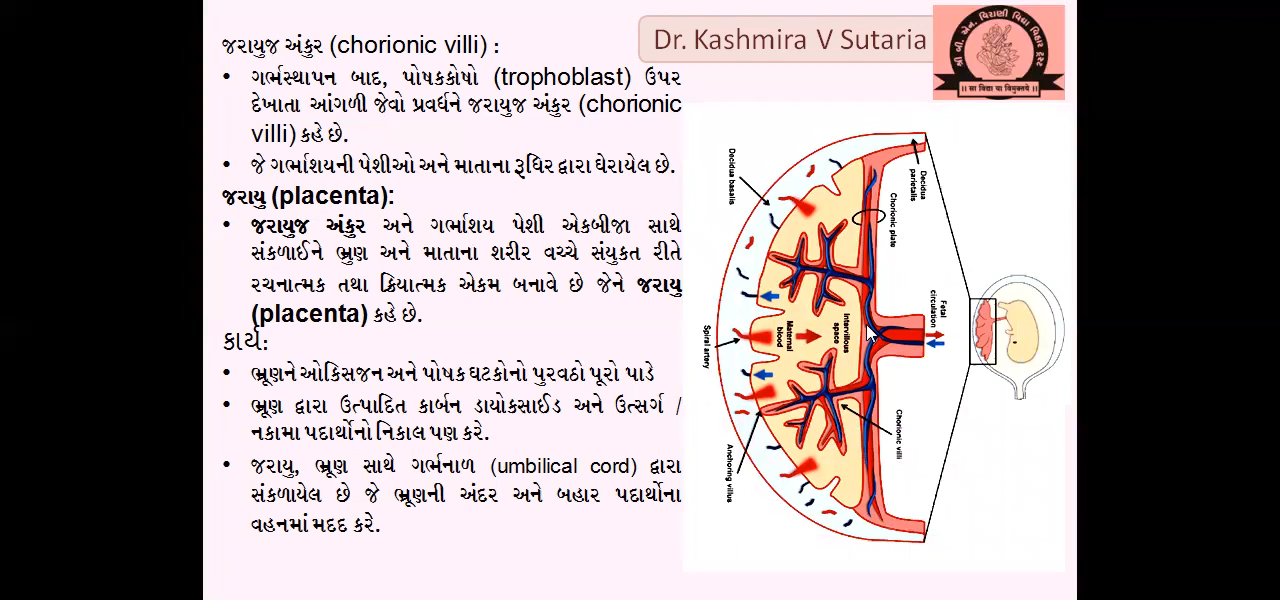 જરાયુજ અંકુર (chorionic villi) :
• ગર્ભસ્થાપન બાદ, પોષકકોષો (trophoblast) ઉપર
દેખાતા આંગળી જેવો પ્રવર્ધને જરાયુજ અંકુર (chorionic
villi) કહે છે.
• જે ગર્ભાશયની પેશીઓ અને માતાના રૂધિર દ્વારા ઘેરાયેલ છે.
જરાયુ (placenta):
• જરાયુજ અંકુર અને ગર્ભાશય પેશી એકબીજા સાથે
સંકળાઈને ભ્રુણ અને માતાના શરીર વચ્ચે સંયુકત રીતે
રચનાત્મક તથા ક્રિયાત્મક એકમ બનાવે છે જેને જરાયુ
(placenta) કહે છે.
કાર્ય:
• ભ્રૂણને ઓકિસજન અને પોષક ઘટકોનો પુરવઠો પૂરો પાડે
• ભ્રૂણ દ્વારા ઉત્પાદિત કાર્બન ડાયોકસાઈડ અને ઉત્સર્ગ /
નકામા પદાર્થોનો નિકાલ પણ કરે.
• જરાયુ, ભ્રૂણ સાથે ગર્ભનાળ (umbilical cord) દ્વારા
સંકળાયેલ છે જે ભ્રૂણની અંદર અને બહાર પદાર્થોના
વહનમાં મદદ કરે.
Dr. Kashmira V Sutaria
શ્રી બી. એન. વિરાણી વિદ્યા વિહાર ટ્રસ્ટ
॥ સા વિદ્યા યા વિમુક્તયે ॥
Decidua basalis
Decidua
parietalis
Chorionic plate
Fetal
circulation
Intervillous
space
Maternal
blood
Spiral artery
Chorionic villi
Anchoring villus